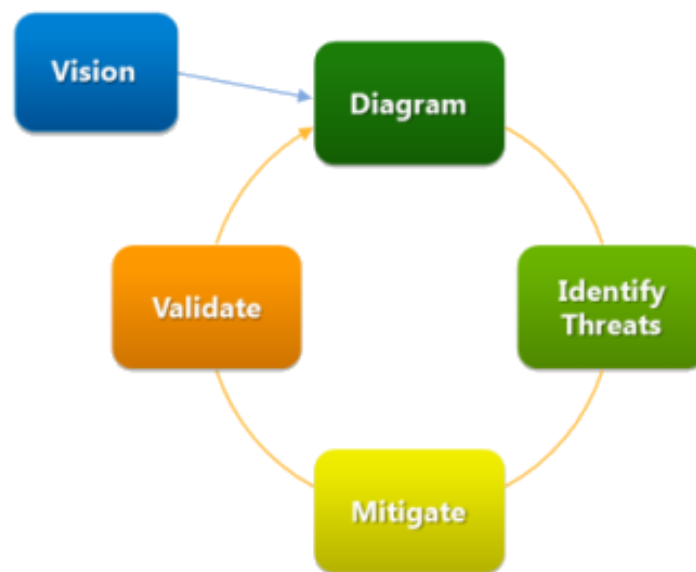 Vision
Diagram
Identify
Threats
Mitigate
Validate